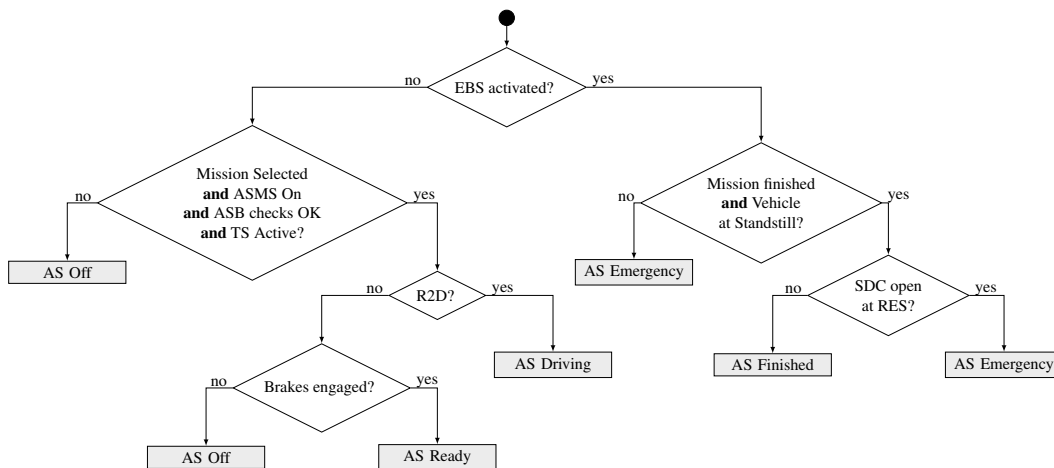 EBS activated?
no
yes
Mission Selected
and ASMS On
and ASB checks OK
and TS Active?
no
yes
Mission finished
and Vehicle
at Standstill?
no
yes
AS Off
AS Emergency
R2D?
no
yes
SDC open
at RES?
no
yes
AS Driving
AS Finished
AS Emergency
Brakes engaged?
no
yes
AS Off
AS Ready